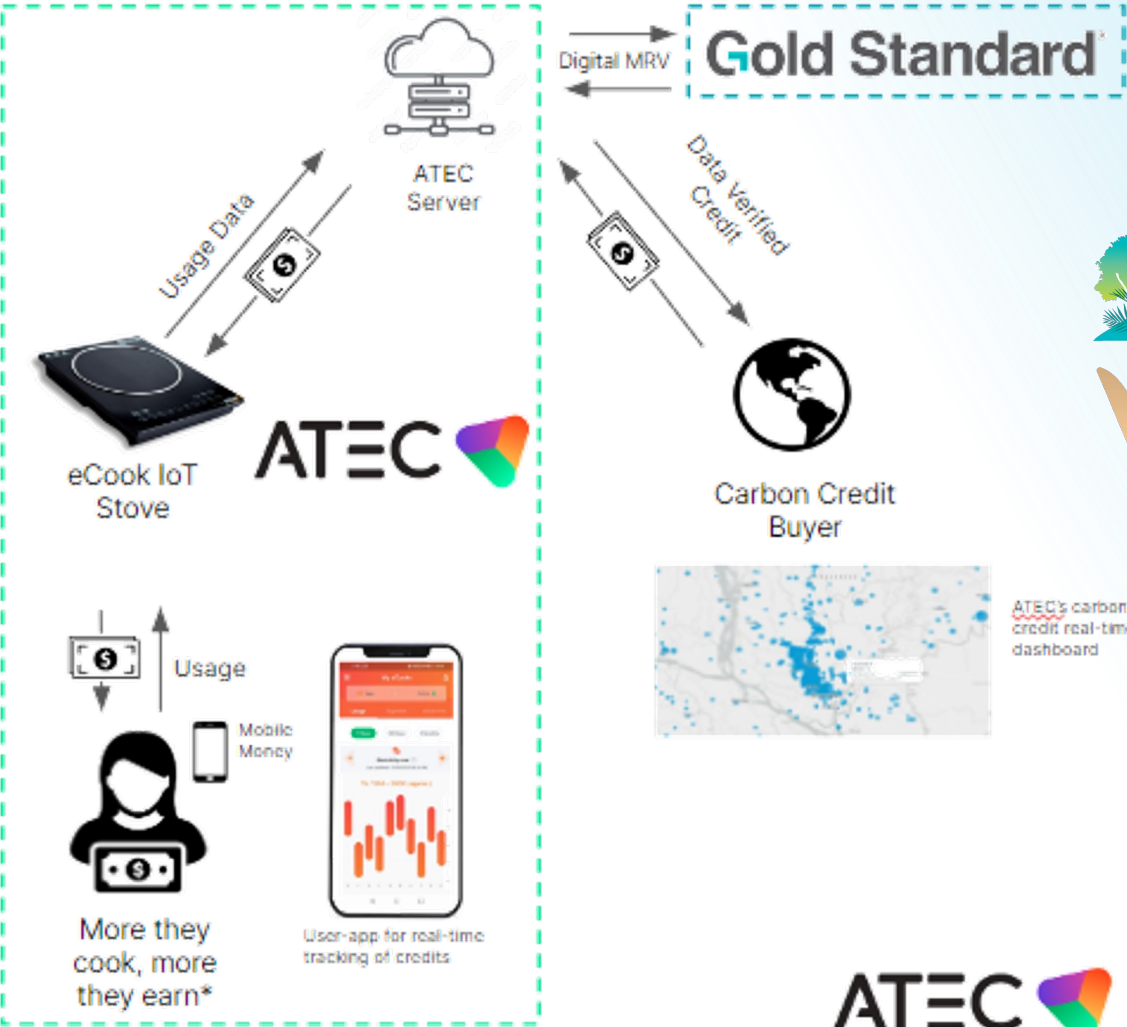 Gold Standard
Digital MRV
ATEC
Server
Usage Data
Data Verified
Credit
eCook IoT
Stove
ATEC
Carbon Credit
Buyer
ATEC's carbon
credit real-time
dashboard
Usage
Mobile
Money
More they
cook, more
they earn*
User-app for real-time
tracking of credits
ATEC